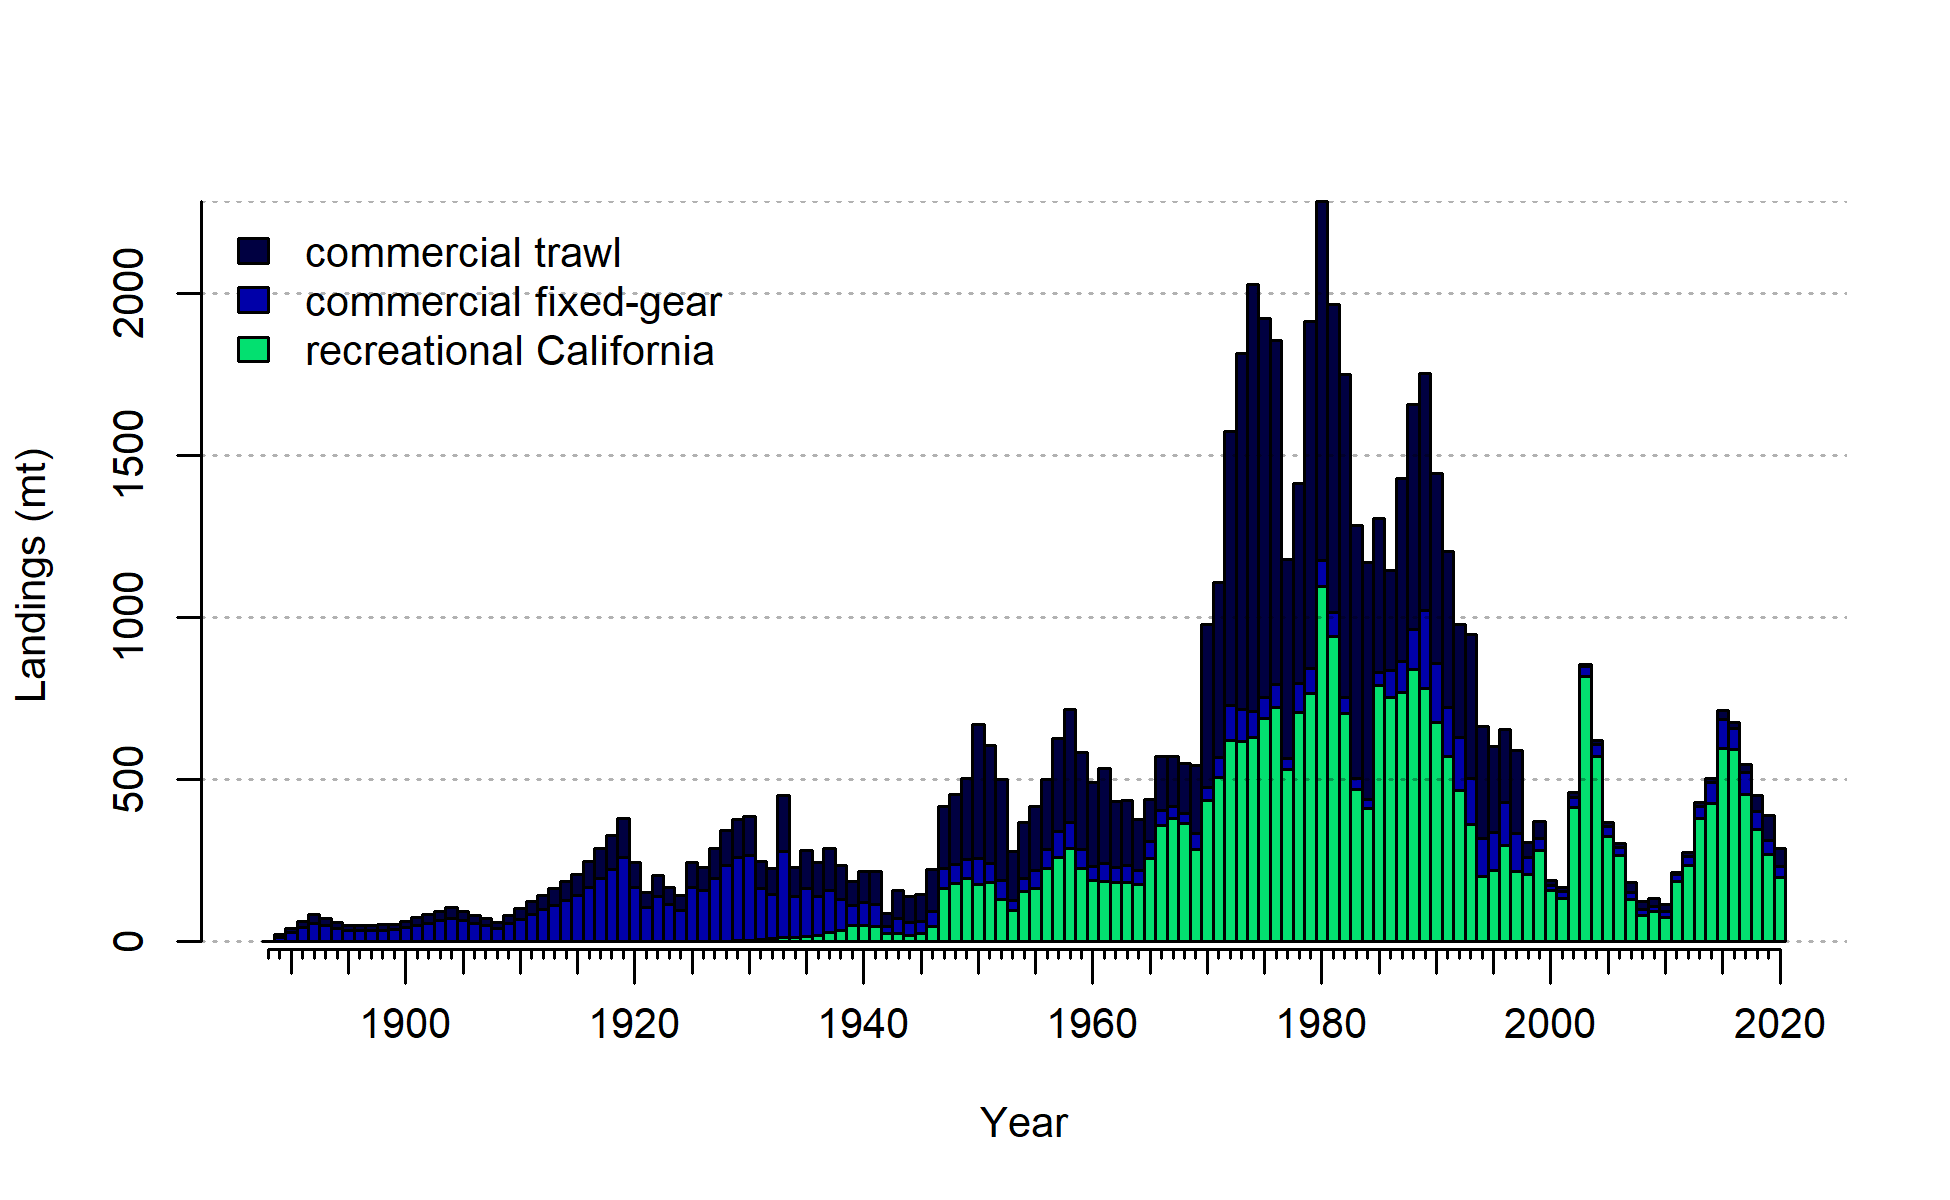 commercial trawl
commercial fixed-gear
recreational California
Landings (mt)
2000
1500
1000
500
0
1900 1920 1940 1960 1980 2000 2020
Year